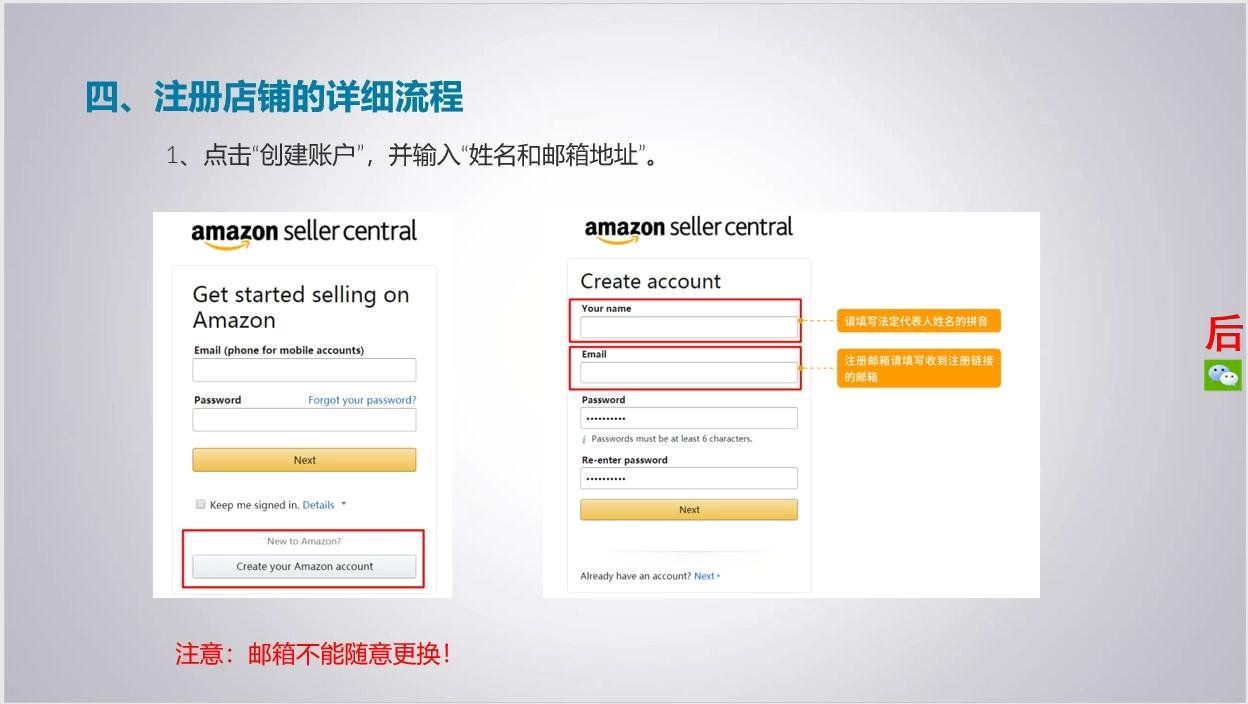 四、注册店铺的详细流程
1、点击“创建账户”，并输入“姓名和邮箱地址”。
amazon seller central
Get started selling on
Amazon
Email (phone for mobile accounts)
Password Forgot your password?
Next
Keep me signed in. Details
New to Amazon?
Create your Amazon account
amazon seller central
Create account
Your name
请填写法定代表人姓名的拼音
Email
注册邮箱请填写收到注册链接
的邮箱
Password
••••••••••
i Passwords must be at least 6 characters.
Re-enter password
••••••••••
Next
Already have an account? Next
后
注意：邮箱不能随意更换！